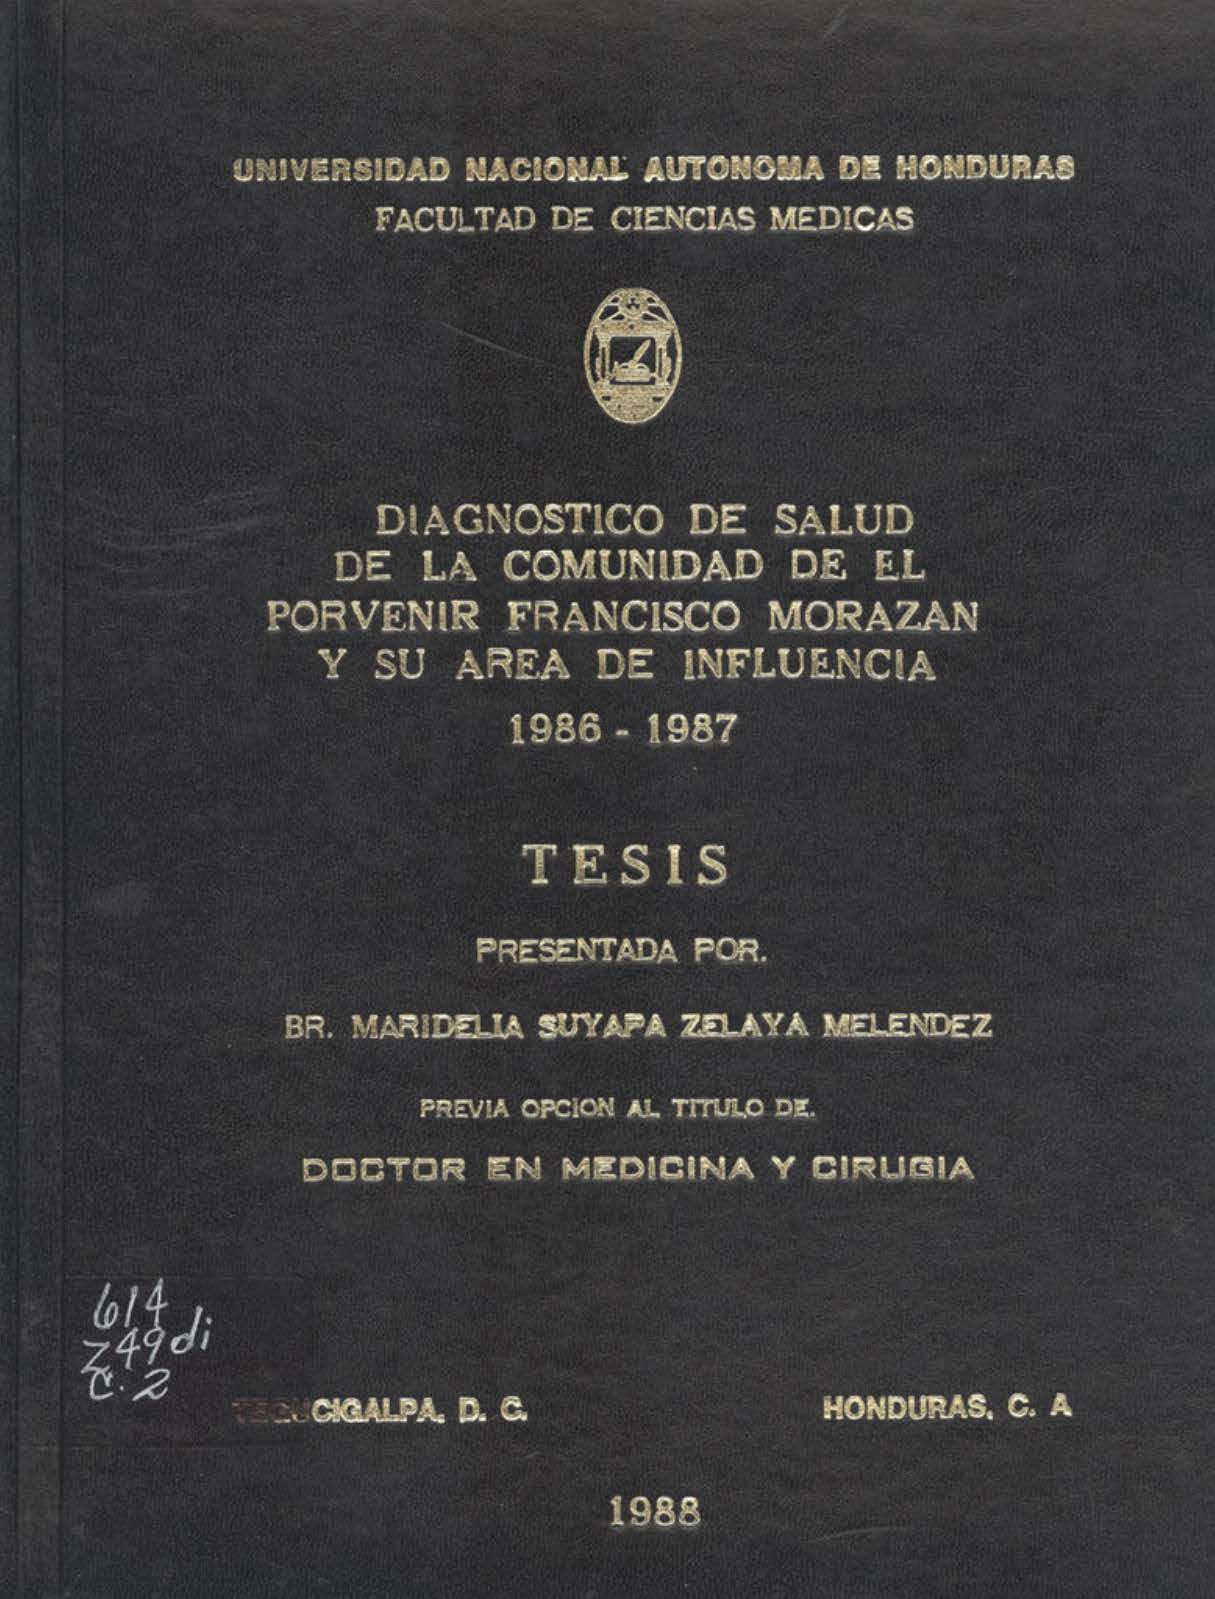 UNIVERSIDAD NACIONAL AUTONOMA DE HONDURAS
FACULTAD DE CIENCIAS MEDICAS
DIAGNOSTICO DE SALUD
DE LA COMUNIDAD DE EL
PORVENIR FRANCISCO MORAZAN
Y SU AREA DE INFLUENCIA
1986 - 1987
TESIS
PRESENTADA POR.
BR. MARIDELIA SUYAPA ZELAYA MELENDEZ
PREVIA OPCION AL TITULO DE.
DOCTOR EN MEDICINA Y CIRUGIA
614
Z49di
C.2
TEGUCIGALPA, D. C.
HONDURAS, C. A
1988